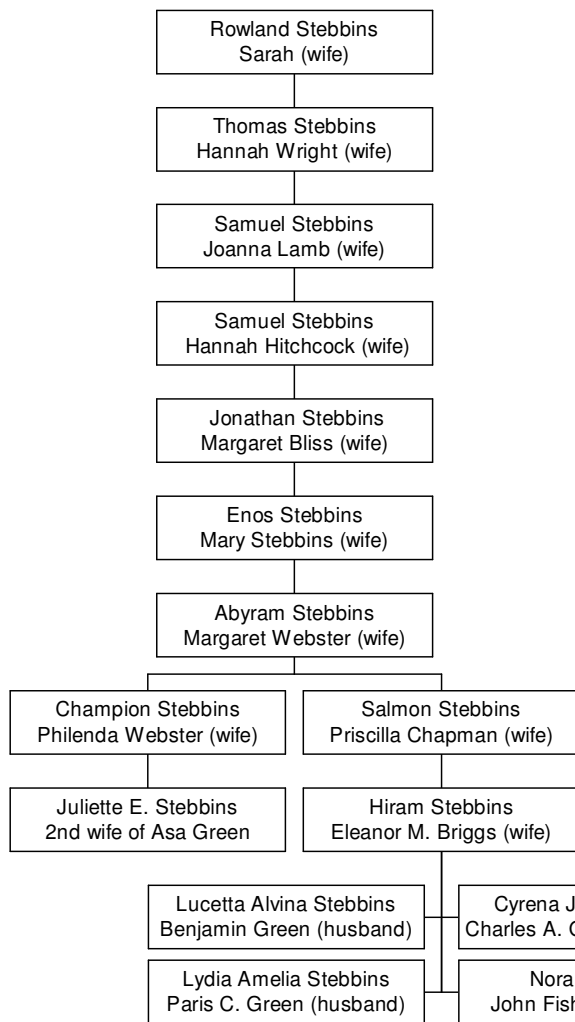 Rowland Stebbins
Sarah (wife)
Thomas Stebbins
Hannah Wright (wife)
Samuel Stebbins
Joanna Lamb (wife)
Samuel Stebbins
Hannah Hitchcock (wife)
Jonathan Stebbins
Margaret Bliss (wife)
Enos Stebbins
Mary Stebbins (wife)
Abyram Stebbins
Margaret Webster (wife)
Champion Stebbins
Philenda Webster (wife)
Salmon Stebbins
Priscilla Chapman (wife)
Juliette E. Stebbins
2nd wife of Asa Green
Hiram Stebbins
Eleanor M. Briggs (wife)
Lucetta Alvina Stebbins
Benjamin Green (husband)
Cyrena
Charles A.
Lydia Amelia Stebbins
Paris C. Green (husband)
Nora
John